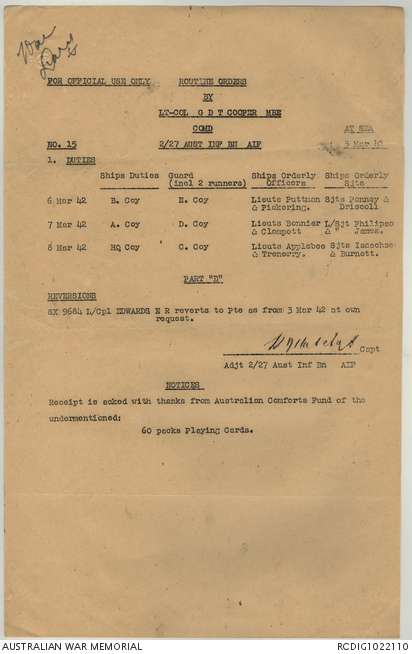 War
Diary
FOR OFFICIAL USE ONLY ROUTINE ORDERS
BY
LT-COL G D T COOPER MBE
COMD AT SEA
NO. 15 2/27 AUST INF BN AIF 3 Mar 42
1. DUTIES
Ships Duties Guard (incl 2 runners) Ships Orderly Officers Ships Orderly Sjts
6 Mar 42 B. Coy E. Coy Lieuts Puttman & Pickering. Sjts Penney & Driscoll
7 Mar 42 A. Coy D. Coy Lieuts Bonnier & Clampett L/Sjt Philipps & " James.
8 Mar 42 HQ Coy C. Coy Lieuts Applebee & Trenerry. Sjts Isaachsen & Burnett.
PART "D"
REVERSIONS
SX 9684 L/Cpl EDWARDS E R reverts to Pte as from 3 Mar 42 at own
request.
Capt
Adjt 2/27 Aust Inf Bn AIF
NOTICES
Receipt is acked with thanks from Australian Comforts Fund of the
undermentioned:
60 packs Playing Cards.
AUSTRALIAN WAR MEMORIAL RCDIG1022110